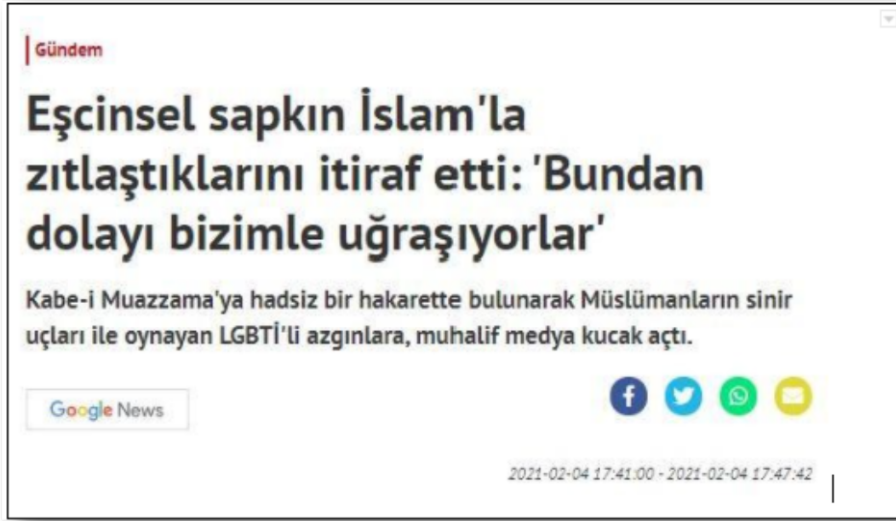 Gündem
Eşcinsel sapkın İslam'la
zıtlaştıklarını itiraf etti: 'Bundan
dolayı bizimle uğraşıyorlar'
Kabe-i Muazzama'ya hadsiz bir hakarette bulunarak Müslümanların sinir
uçları ile oynayan LGBTİ'li azgınlara, muhalif medya kucak açtı.
Google News
2021-02-04 17:41:00 - 2021-02-04 17:47:42